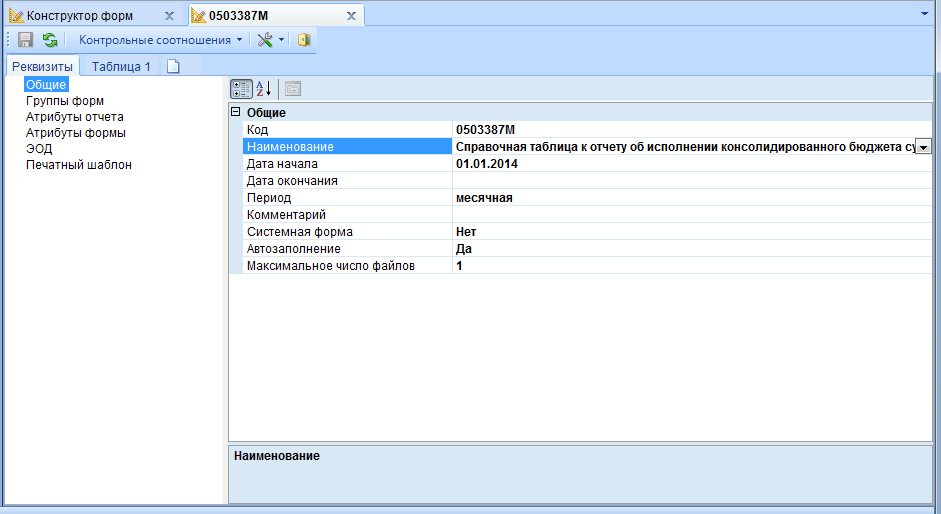 Конструктор форм
0503387M
Контрольные соотношения
Реквизиты Таблица 1
Общие
Группы форм
Атрибуты отчета
Атрибуты формы
ЭОД
Печатный шаблон
Общие
Код 0503387M
Наименование Справочная таблица к отчету об исполнении консолидированного бюджета су
Дата начала 01.01.2014
Дата окончания
Период месячная
Комментарий
Системная форма Нет
Автозаполнение Да
Максимальное число файлов 1
Наименование